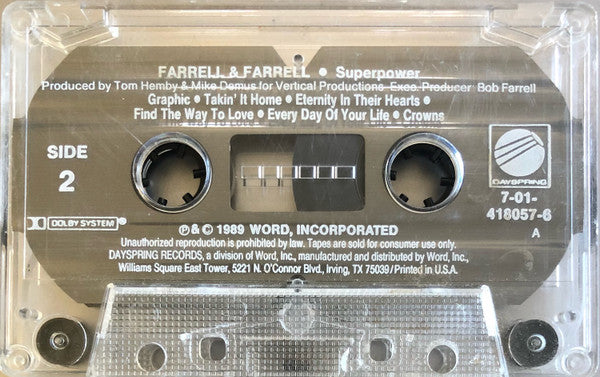 FARRELL & FARRELL • Superpower
Produced by Tom Hemby & Mike Demus for Vertical Productions Exec. Producer: Bob Farrell
Graphic • Takin' It Home • Eternity In Their Hearts •
Find The Way To Love • Every Day Of Your Life • Crowns
SIDE
2
DAYSPRING
7-01-
418057-6
A
DOLBY SYSTEM
℗ & © 1989 WORD, INCORPORATED
Unauthorized reproduction is prohibited by law. Tapes are sold for consumer use only.
DAYSPRING RECORDS, a division of Word, Inc., manufactured and distributed by Word, Inc.,
Williams Square East Tower, 5221 N. O'Connor Blvd., Irving, TX 75039/Printed in U.S.A.